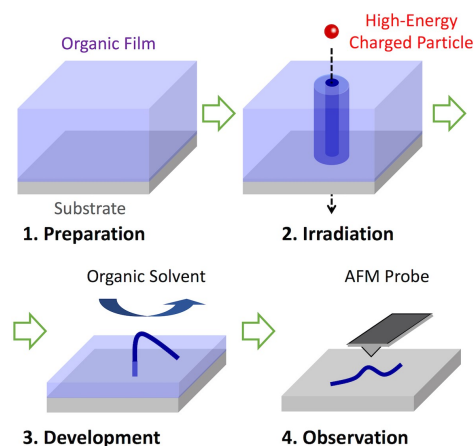 Organic Film
High-Energy
Charged Particle
Substrate
1. Preparation
2. Irradiation
Organic Solvent
AFM Probe
3. Development
4. Observation